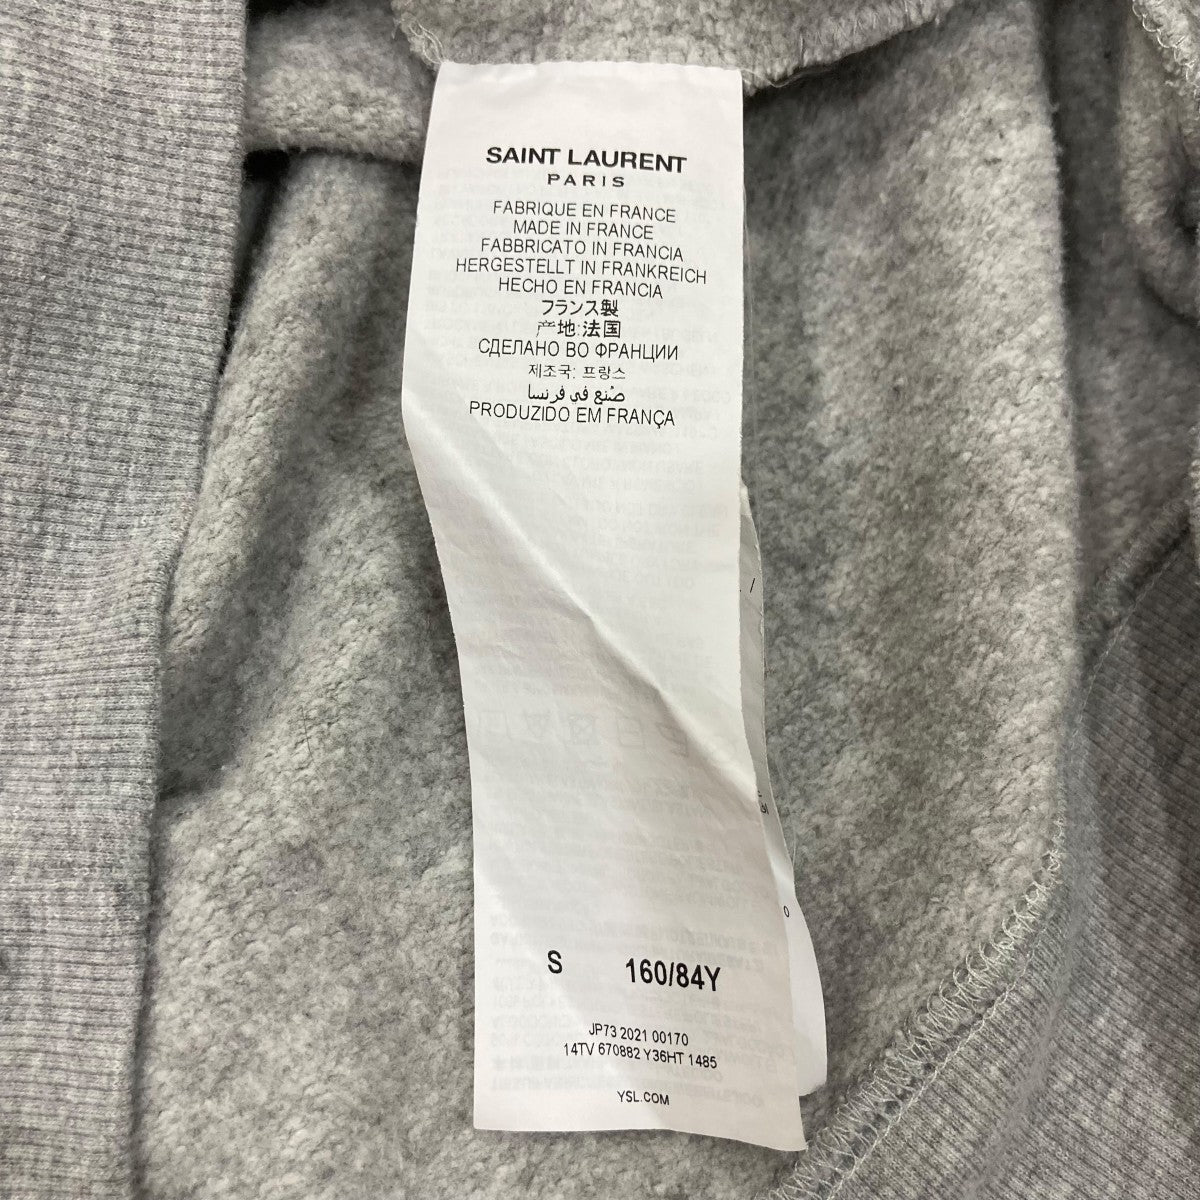 SAINT LAURENT
PARIS
FABRIQUE EN FRANCE
MADE IN FRANCE
FABBRICATO IN FRANCIA
HERGESTELLT IN FRANKREICH
HECHO EN FRANCIA
フランス製
产地:法国
СДЕЛАНО ВО ФРАНЦИИ
제조국: 프랑스
صُنع في فرنسا
PRODUZIDO EM FRANÇA
S 160/84Y
JP73 2021 00170
14TV 670882 Y36HT 1485
YSL.COM